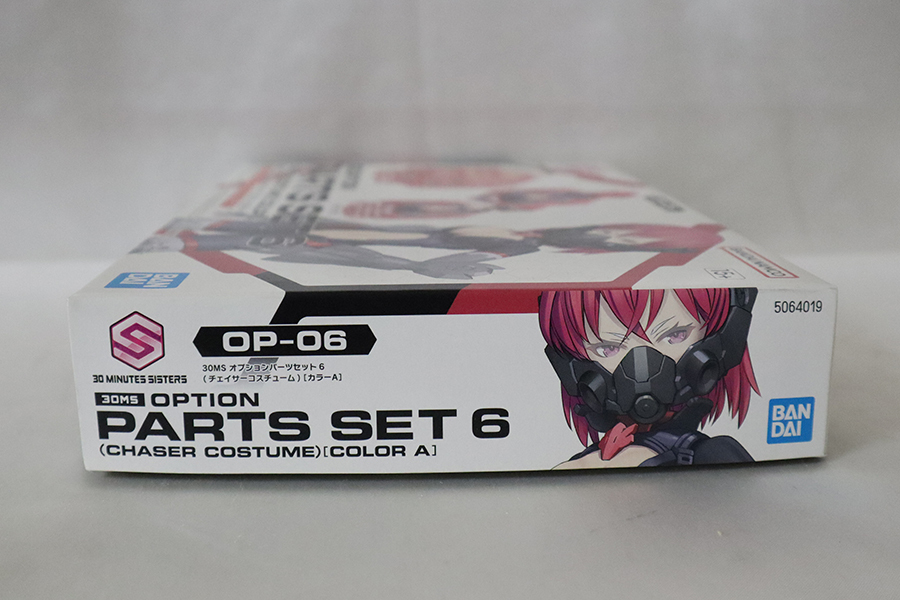 BAN
DAI
15+
5064019
S
30 MINUTES SISTERS
OP-06
30MS オプションパーツセット 6
(チェイサーコスチューム)[カラーA]
30MS OPTION
PARTS SET 6
(CHASER COSTUME)[COLOR A]
BAN
DAI